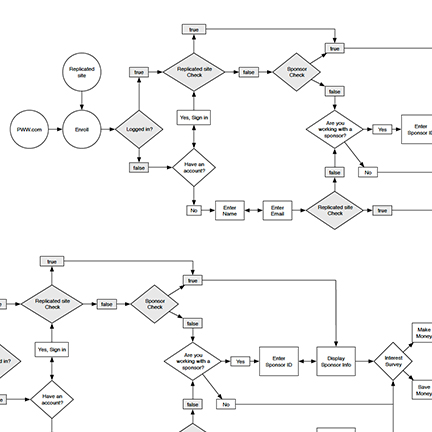 true
Replicated
site
true
Replicated site
Check
false
Sponsor
Check
true
false
PWW.com
Enroll
Logged in?
Yes, Sign in
Are you
working with a
sponsor?
Yes
Enter
Sponsor ID
false
Have an
account?
false
No
No
Enter
Name
Enter
Email
Replicated site
Check
true
true
true
Replicated site
Check
false
Sponsor
Check
false
Make
Money
ed in?
Yes, Sign in
Are you
working with a
sponsor?
Yes
Enter
Sponsor ID
Display
Sponsor Info
Interest
Survey
Have an
account?
No
Save
Money
false